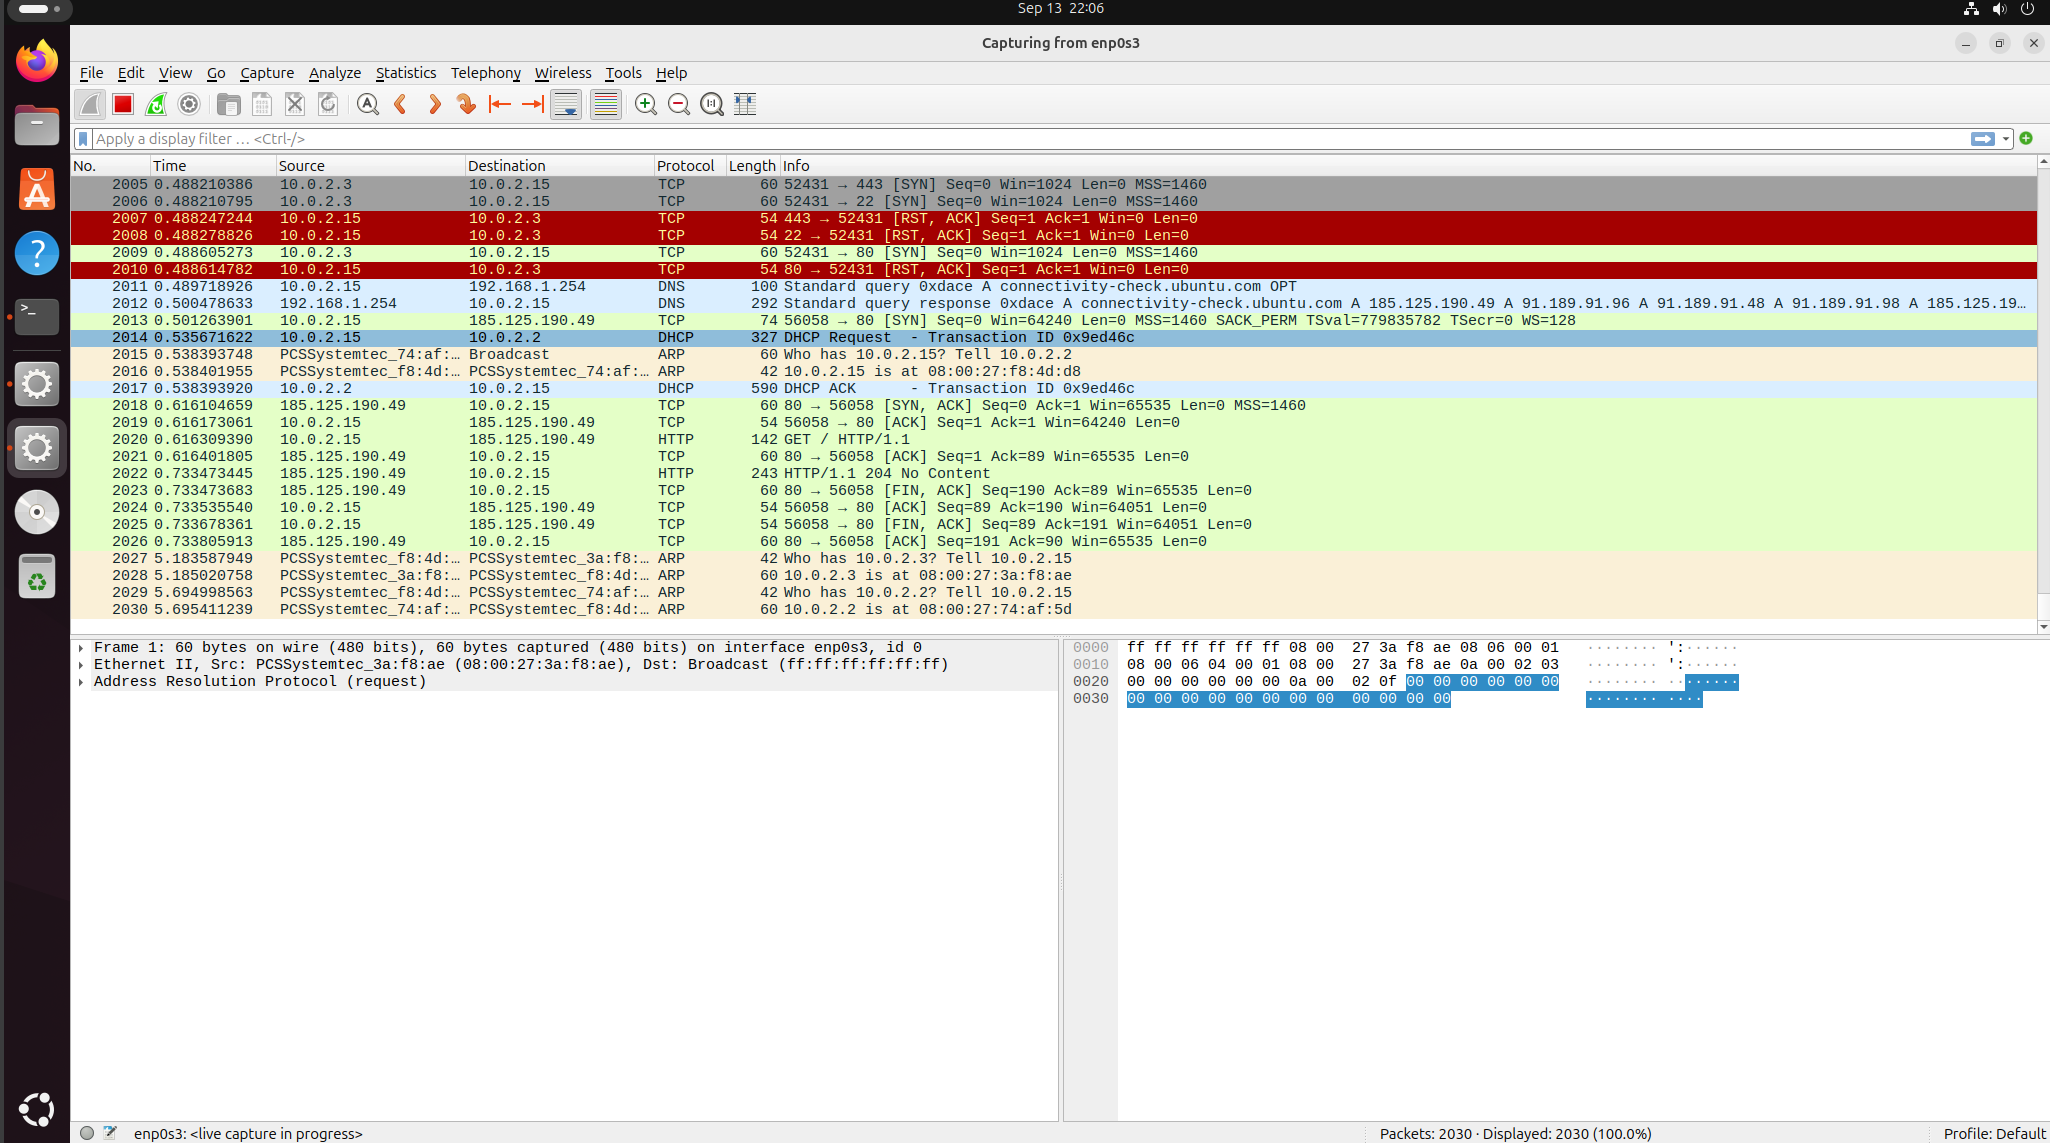 Sep 13 22:06
Capturing from enp0s3
File Edit View Go Capture Analyze Statistics Telephony Wireless Tools Help
Apply a display filter … <Ctrl-/>
No. Time Source Destination Protocol Length Info
2005 0.488210386 10.0.2.3 10.0.2.15 TCP 60 52431 → 443 [SYN] Seq=0 Win=1024 Len=0 MSS=1460
2006 0.488210795 10.0.2.3 10.0.2.15 TCP 60 52431 → 22 [SYN] Seq=0 Win=1024 Len=0 MSS=1460
2007 0.488247244 10.0.2.15 10.0.2.3 TCP 54 443 → 52431 [RST, ACK] Seq=1 Ack=1 Win=0 Len=0
2008 0.488278826 10.0.2.15 10.0.2.3 TCP 54 22 → 52431 [RST, ACK] Seq=1 Ack=1 Win=0 Len=0
2009 0.488605273 10.0.2.3 10.0.2.15 TCP 60 52431 → 80 [SYN] Seq=0 Win=1024 Len=0 MSS=1460
2010 0.488614782 10.0.2.15 10.0.2.3 TCP 54 80 → 52431 [RST, ACK] Seq=1 Ack=1 Win=0 Len=0
2011 0.489718926 10.0.2.15 192.168.1.254 DNS 100 Standard query 0xdace A connectivity-check.ubuntu.com OPT
2012 0.500478633 192.168.1.254 10.0.2.15 DNS 292 Standard query response 0xdace A connectivity-check.ubuntu.com A 185.125.190.49 A 91.189.91.96 A 91.189.91.48 A 91.189.91.98 A 185.125.19…
2013 0.501263901 10.0.2.15 185.125.190.49 TCP 74 56058 → 80 [SYN] Seq=0 Win=64240 Len=0 MSS=1460 SACK_PERM TSval=779835782 TSecr=0 WS=128
2014 0.535671622 10.0.2.15 10.0.2.2 DHCP 327 DHCP Request - Transaction ID 0x9ed46c
2015 0.538393748 PCSSystemtec_74:af:… Broadcast ARP 60 Who has 10.0.2.15? Tell 10.0.2.2
2016 0.538401955 PCSSystemtec_f8:4d:… PCSSystemtec_74:af:… ARP 42 10.0.2.15 is at 08:00:27:f8:4d:d8
2017 0.538393920 10.0.2.2 10.0.2.15 DHCP 590 DHCP ACK - Transaction ID 0x9ed46c
2018 0.616104659 185.125.190.49 10.0.2.15 TCP 60 80 → 56058 [SYN, ACK] Seq=0 Ack=1 Win=65535 Len=0 MSS=1460
2019 0.616173061 10.0.2.15 185.125.190.49 TCP 54 56058 → 80 [ACK] Seq=1 Ack=1 Win=64240 Len=0
2020 0.616309390 10.0.2.15 185.125.190.49 HTTP 142 GET / HTTP/1.1
2021 0.616401805 185.125.190.49 10.0.2.15 TCP 60 80 → 56058 [ACK] Seq=1 Ack=89 Win=65535 Len=0
2022 0.733473445 185.125.190.49 10.0.2.15 HTTP 243 HTTP/1.1 204 No Content
2023 0.733473683 185.125.190.49 10.0.2.15 TCP 60 80 → 56058 [FIN, ACK] Seq=190 Ack=89 Win=65535 Len=0
2024 0.733535540 10.0.2.15 185.125.190.49 TCP 54 56058 → 80 [ACK] Seq=89 Ack=190 Win=64051 Len=0
2025 0.733678361 10.0.2.15 185.125.190.49 TCP 54 56058 → 80 [FIN, ACK] Seq=89 Ack=191 Win=64051 Len=0
2026 0.733805913 185.125.190.49 10.0.2.15 TCP 60 80 → 56058 [ACK] Seq=191 Ack=90 Win=65535 Len=0
2027 5.183587949 PCSSystemtec_f8:4d:… PCSSystemtec_3a:f8:… ARP 42 Who has 10.0.2.3? Tell 10.0.2.15
2028 5.185020758 PCSSystemtec_3a:f8:… PCSSystemtec_f8:4d:… ARP 60 10.0.2.3 is at 08:00:27:3a:f8:ae
2029 5.694998563 PCSSystemtec_f8:4d:… PCSSystemtec_74:af:… ARP 42 Who has 10.0.2.2? Tell 10.0.2.15
2030 5.695411239 PCSSystemtec_74:af:… PCSSystemtec_f8:4d:… ARP 60 10.0.2.2 is at 08:00:27:74:af:5d
Frame 1: 60 bytes on wire (480 bits), 60 bytes captured (480 bits) on interface enp0s3, id 0
Ethernet II, Src: PCSSystemtec_3a:f8:ae (08:00:27:3a:f8:ae), Dst: Broadcast (ff:ff:ff:ff:ff:ff)
Address Resolution Protocol (request)
0000 ff ff ff ff ff ff 08 00 27 3a f8 ae 08 06 00 01 ········ ':······
0010 08 00 06 04 00 01 08 00 27 3a f8 ae 0a 00 02 03 ········ ':······
0020 00 00 00 00 00 00 0a 00 02 0f 00 00 00 00 00 00 ········ ········
0030 00 00 00 00 00 00 00 00 00 00 00 00 ········ ····
enp0s3: <live capture in progress>
Packets: 2030 · Displayed: 2030 (100.0%)
Profile: Default